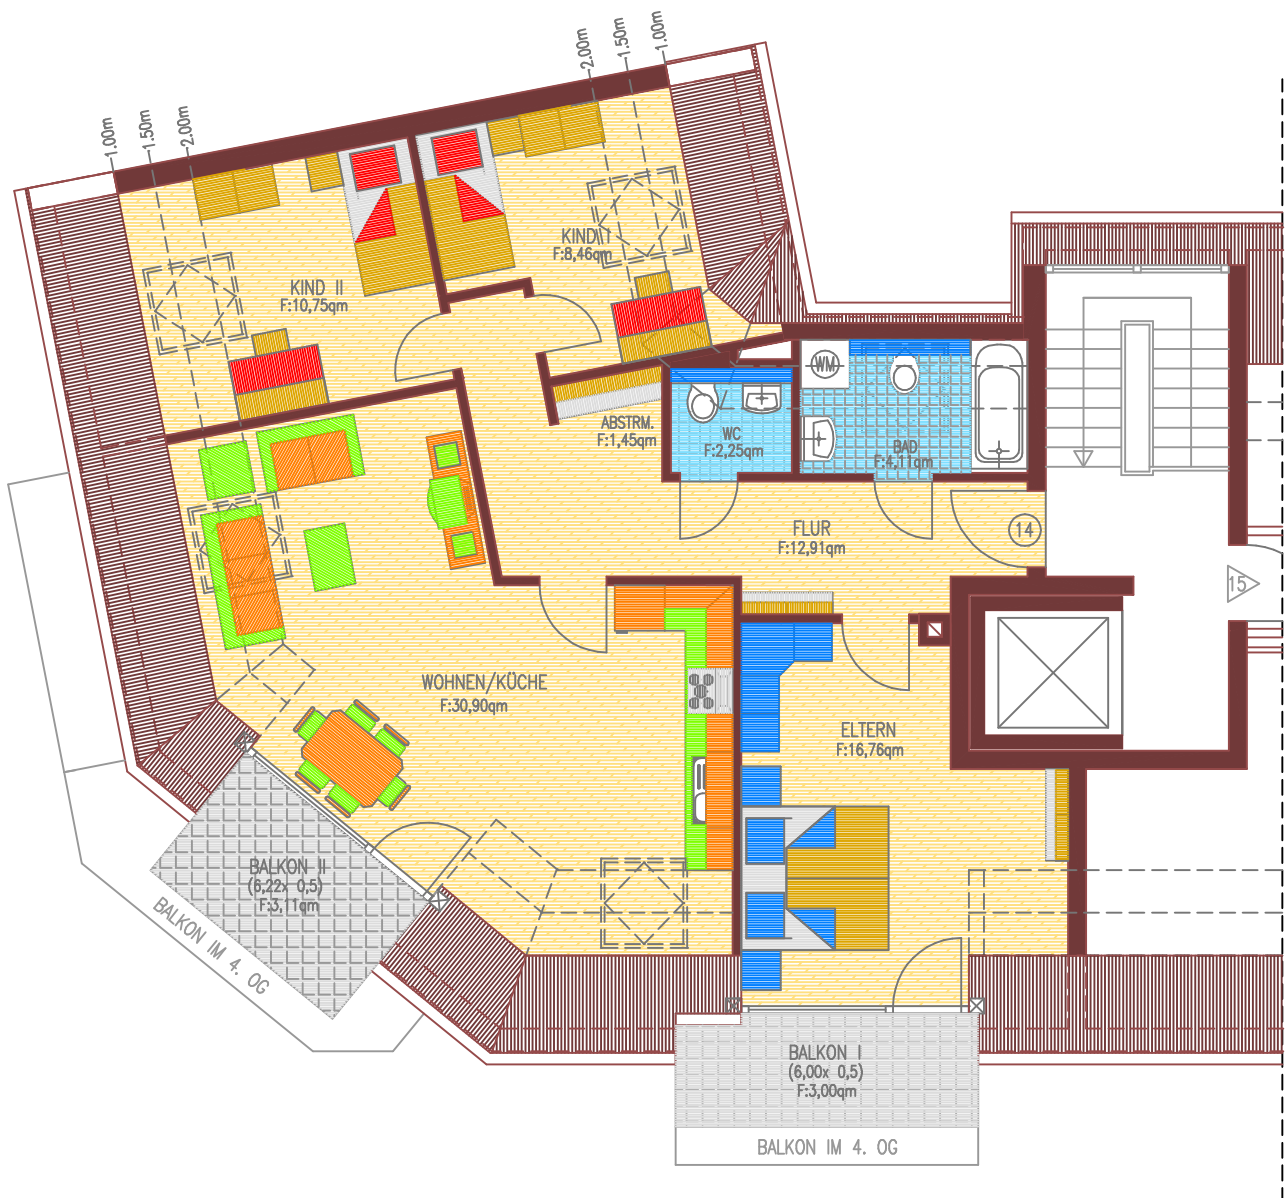 1.00m
1.50m
2.00m
2.00m
1.50m
1.00m
KIND I
F:8,46qm
KIND II
F:10,75qm
WM
ABSTRM.
F:1,45qm
WC
F:2,25qm
BAD
F:4,11qm
FLUR
F:12,91qm
14
15
WOHNEN/KÜCHE
F:30,90qm
ELTERN
F:16,76qm
BALKON II
(6,22x 0,5)
F:3,11qm
BALKON IM 4. OG
BALKON I
(6,00x 0,5)
F:3,00qm
BALKON IM 4. OG